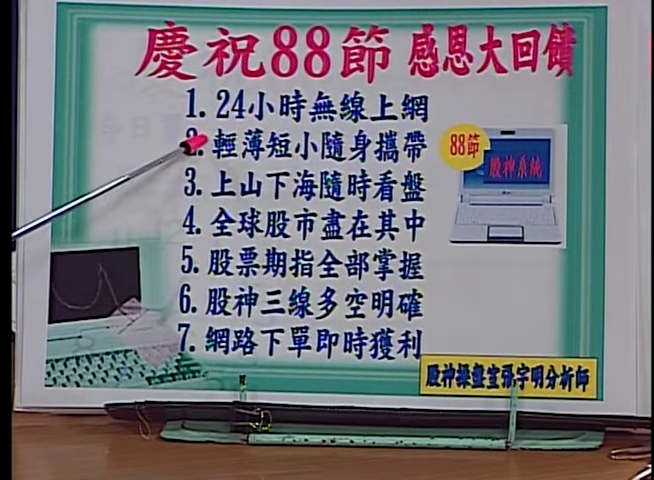 慶祝88節 感恩大回饋
1. 24小時無線上網
2. 輕薄短小隨身攜帶
3. 上山下海隨時看盤
4. 全球股市盡在其中
5. 股票期指全部掌握
6. 股神三線多空明確
7. 網路下單即時獲利
88節
股神系統
股神操盤室張宇明分析師